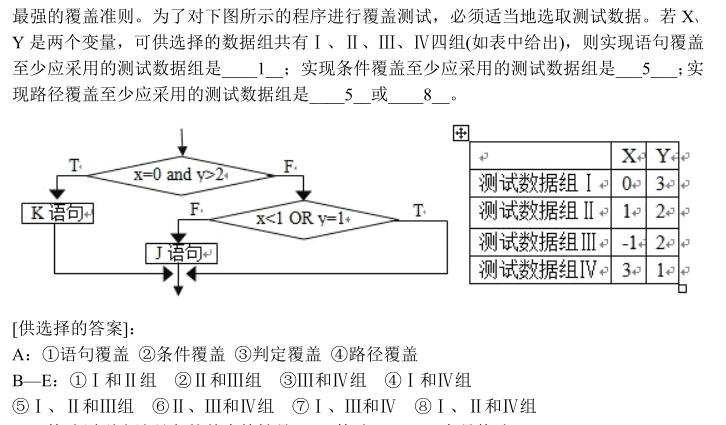 最强的覆盖准则。为了对下图所示的程序进行覆盖测试，必须适当地选取测试数据。若 X、
Y 是两个变量，可供选择的数据组共有Ⅰ、Ⅱ、Ⅲ、Ⅳ四组(如表中给出)，则实现语句覆盖
至少应采用的测试数据组是____1__；实现条件覆盖至少应采用的测试数据组是___5___;实
现路径覆盖至少应采用的测试数据组是____5__或____8__。
T
x=0 and y>2
F
K 语句
F
x<1 OR y=1
T
J 语句
X Y
测试数据组Ⅰ 0 3
测试数据组Ⅱ 1 2
测试数据组Ⅲ -1 2
测试数据组Ⅳ 3 1
[供选择的答案]:
A：①语句覆盖 ②条件覆盖 ③判定覆盖 ④路径覆盖
B—E：①Ⅰ和Ⅱ组 ②Ⅱ和Ⅲ组 ③Ⅲ和Ⅳ组 ④Ⅰ和Ⅳ组
⑤Ⅰ、Ⅱ和Ⅲ组 ⑥Ⅱ、Ⅲ和Ⅳ组 ⑦Ⅰ、Ⅲ和Ⅳ ⑧Ⅰ、Ⅱ和Ⅳ组